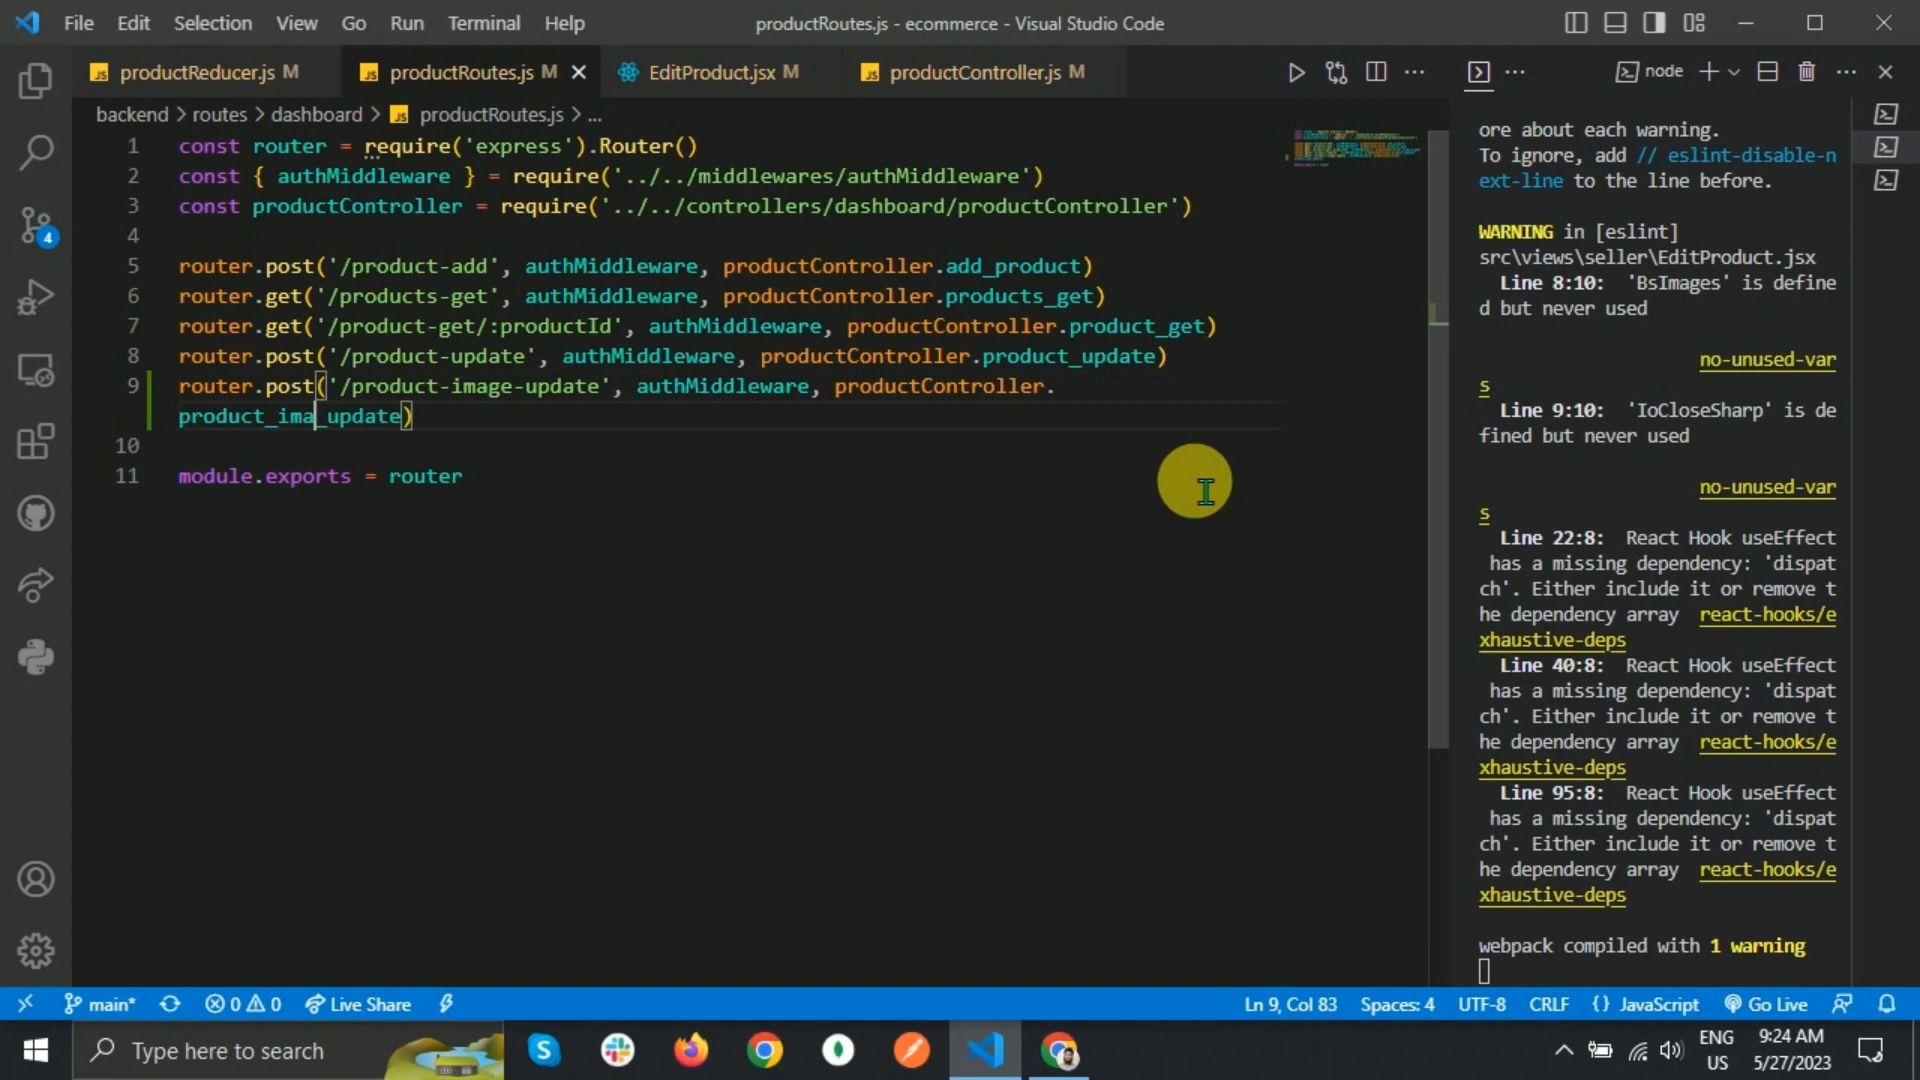 File Edit Selection View Go Run Terminal Help
productRoutes.js - ecommerce - Visual Studio Code
productReducer.js M
productRoutes.js M
EditProduct.jsx M
productController.js M
node
backend > routes > dashboard > productRoutes.js > ...
1 const router = require('express').Router()
2 const { authMiddleware } = require('../../middlewares/authMiddleware')
3 const productController = require('../../controllers/dashboard/productController')
4
5 router.post('/product-add', authMiddleware, productController.add_product)
6 router.get('/products-get', authMiddleware, productController.products_get)
7 router.get('/product-get/:productId', authMiddleware, productController.product_get)
8 router.post('/product-update', authMiddleware, productController.product_update)
9 router.post('/product-image-update', authMiddleware, productController.
product_ima_update)
10
11 module.exports = router
4
ore about each warning.
To ignore, add // eslint-disable-n
ext-line to the line before.
WARNING in [eslint]
src\views\seller\EditProduct.jsx
Line 8:10: 'BsImages' is define
d but never used
no-unused-var
s
Line 9:10: 'IoCloseSharp' is de
fined but never used
no-unused-var
s
Line 22:8: React Hook useEffect
has a missing dependency: 'dispat
ch'. Either include it or remove t
he dependency array react-hooks/e
xhaustive-deps
Line 40:8: React Hook useEffect
has a missing dependency: 'dispat
ch'. Either include it or remove t
he dependency array react-hooks/e
xhaustive-deps
Line 95:8: React Hook useEffect
has a missing dependency: 'dispat
ch'. Either include it or remove t
he dependency array react-hooks/e
xhaustive-deps
webpack compiled with 1 warning
main* 0 0 Live Share
Ln 9, Col 83 Spaces: 4 UTF-8 CRLF {} JavaScript Go Live
Type here to search
ENG
US
9:24 AM
5/27/2023